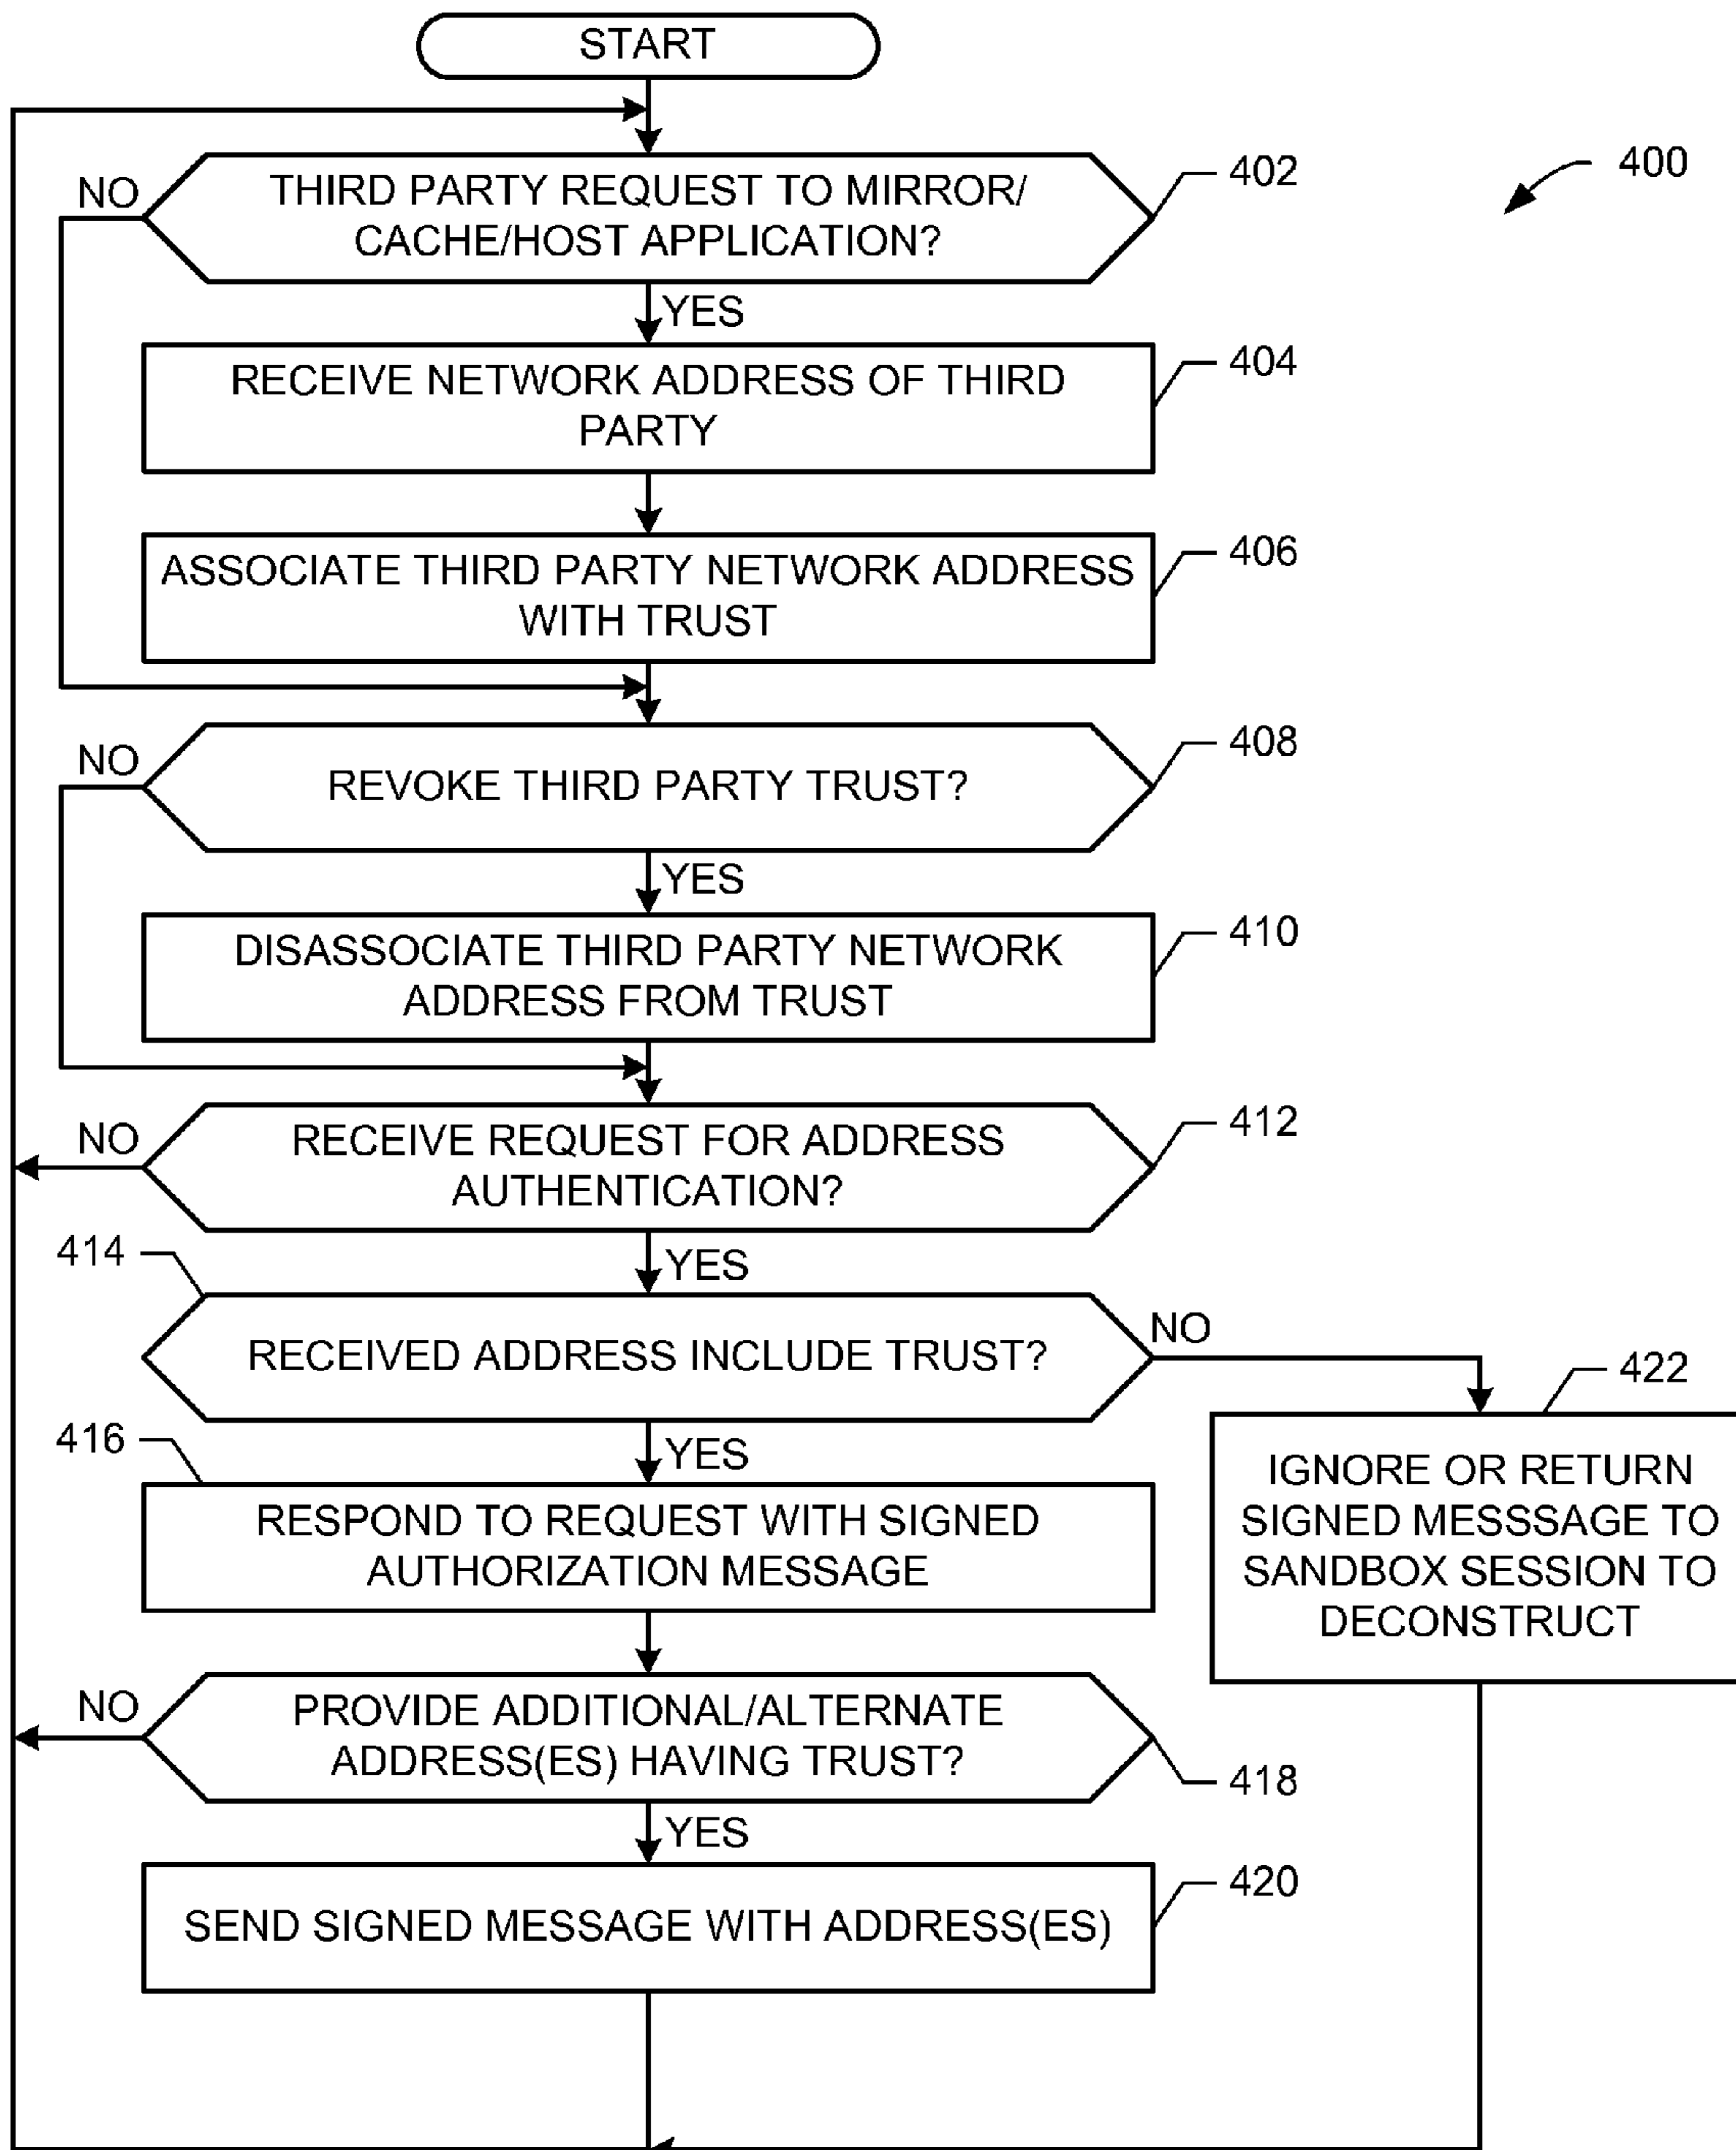 START
NO
THIRD PARTY REQUEST TO MIRROR/
CACHE/HOST APPLICATION?
402
400
YES
RECEIVE NETWORK ADDRESS OF THIRD
PARTY
404
ASSOCIATE THIRD PARTY NETWORK ADDRESS
WITH TRUST
406
NO
REVOKE THIRD PARTY TRUST?
408
YES
DISASSOCIATE THIRD PARTY NETWORK
ADDRESS FROM TRUST
410
NO
RECEIVE REQUEST FOR ADDRESS
AUTHENTICATION?
412
YES
414
RECEIVED ADDRESS INCLUDE TRUST?
NO
422
YES
416
RESPOND TO REQUEST WITH SIGNED
AUTHORIZATION MESSAGE
IGNORE OR RETURN
SIGNED MESSSAGE TO
SANDBOX SESSION TO
DECONSTRUCT
NO
PROVIDE ADDITIONAL/ALTERNATE
ADDRESS(ES) HAVING TRUST?
418
YES
SEND SIGNED MESSAGE WITH ADDRESS(ES)
420